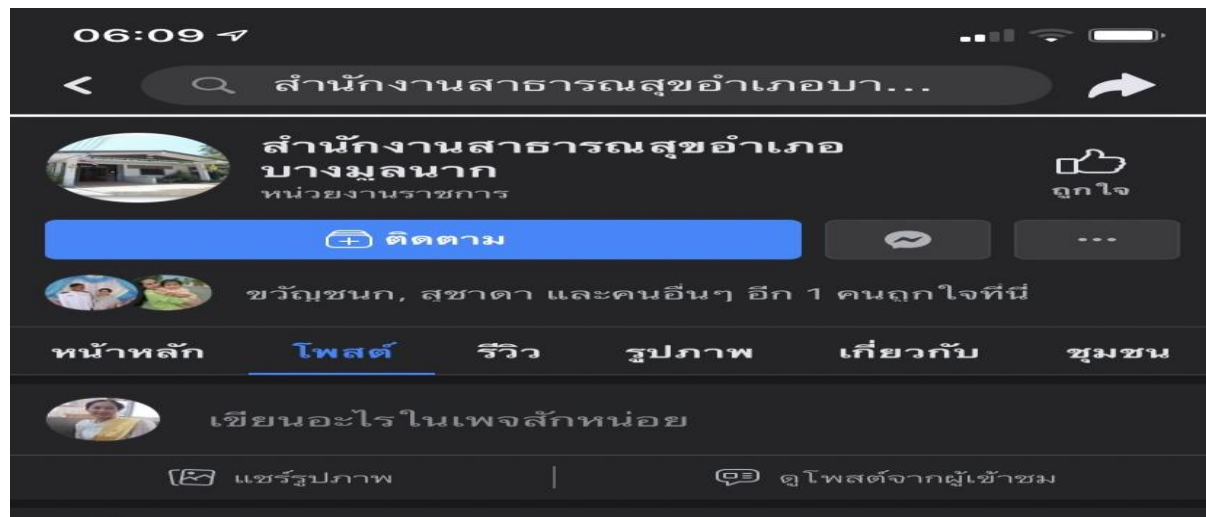 06:09
สำนักงานสาธารณสุขอำเภอบา...
สำนักงานสาธารณสุขอำเภอ
บางมูลนาก
หน่วยงานราชการ
ถูกใจ
ติดตาม
ขวัญชนก, สุชาดา และคนอื่นๆ อีก 1 คนถูกใจที่นี่
หน้าหลัก โพสต์ รีวิว รูปภาพ เกี่ยวกับ ชุมชน
เขียนอะไรในเพจสักหน่อย
แชร์รูปภาพ ดูโพสต์จากผู้เข้าชม